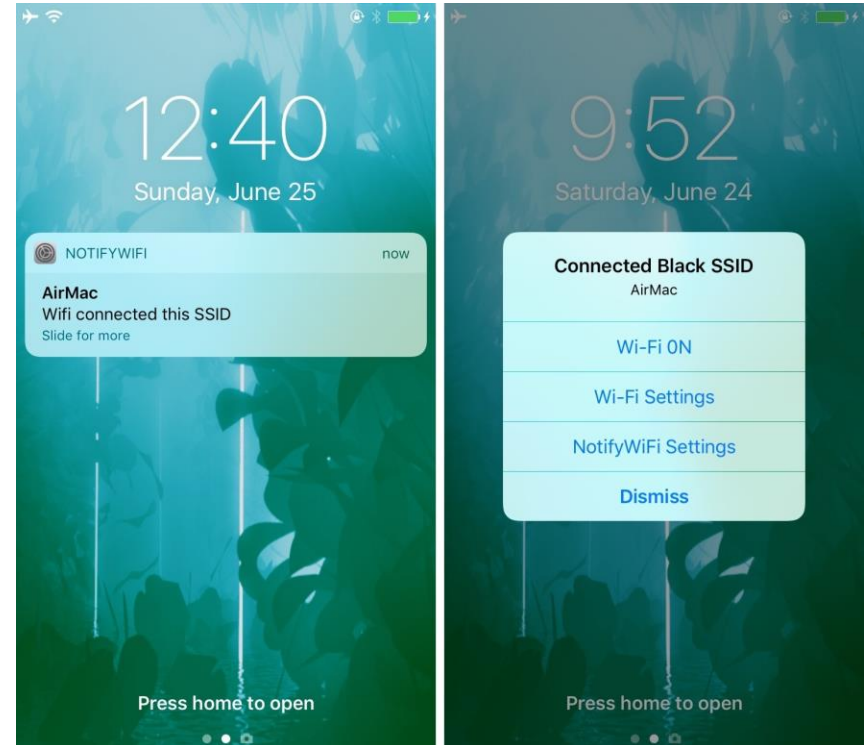 12:40
Sunday, June 25
NOTIFYWIFI now
AirMac
Wifi connected this SSID
Slide for more
Press home to open
9:52
Saturday, June 24
Connected Black SSID
AirMac
Wi-Fi 0N
Wi-Fi Settings
NotifyWiFi Settings
Dismiss
Press home to open